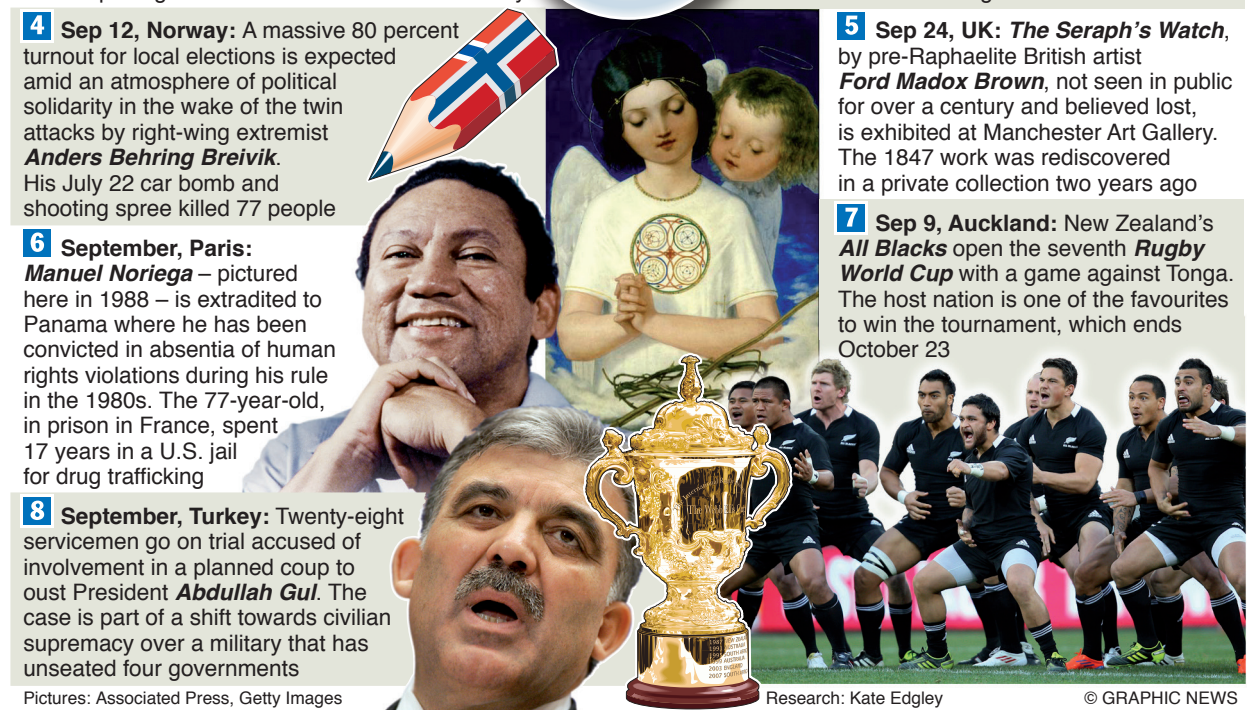 4 Sep 12, Norway: A massive 80 percent
turnout for local elections is expected
amid an atmosphere of political
solidarity in the wake of the twin
attacks by right-wing extremist
Anders Behring Breivik.
His July 22 car bomb and
shooting spree killed 77 people
5 Sep 24, UK: The Seraph's Watch,
by pre-Raphaelite British artist
Ford Madox Brown, not seen in public
for over a century and believed lost,
is exhibited at Manchester Art Gallery.
The 1847 work was rediscovered
in a private collection two years ago
6 September, Paris:
Manuel Noriega – pictured
here in 1988 – is extradited to
Panama where he has been
convicted in absentia of human
rights violations during his rule
in the 1980s. The 77-year-old,
in prison in France, spent
17 years in a U.S. jail
for drug trafficking
7 Sep 9, Auckland: New Zealand's
All Blacks open the seventh Rugby
World Cup with a game against Tonga.
The host nation is one of the favourites
to win the tournament, which ends
October 23
8 September, Turkey: Twenty-eight
servicemen go on trial accused of
involvement in a planned coup to
oust President Abdullah Gul. The
case is part of a shift towards civilian
supremacy over a military that has
unseated four governments
Pictures: Associated Press, Getty Images
Research: Kate Edgley
© GRAPHIC NEWS